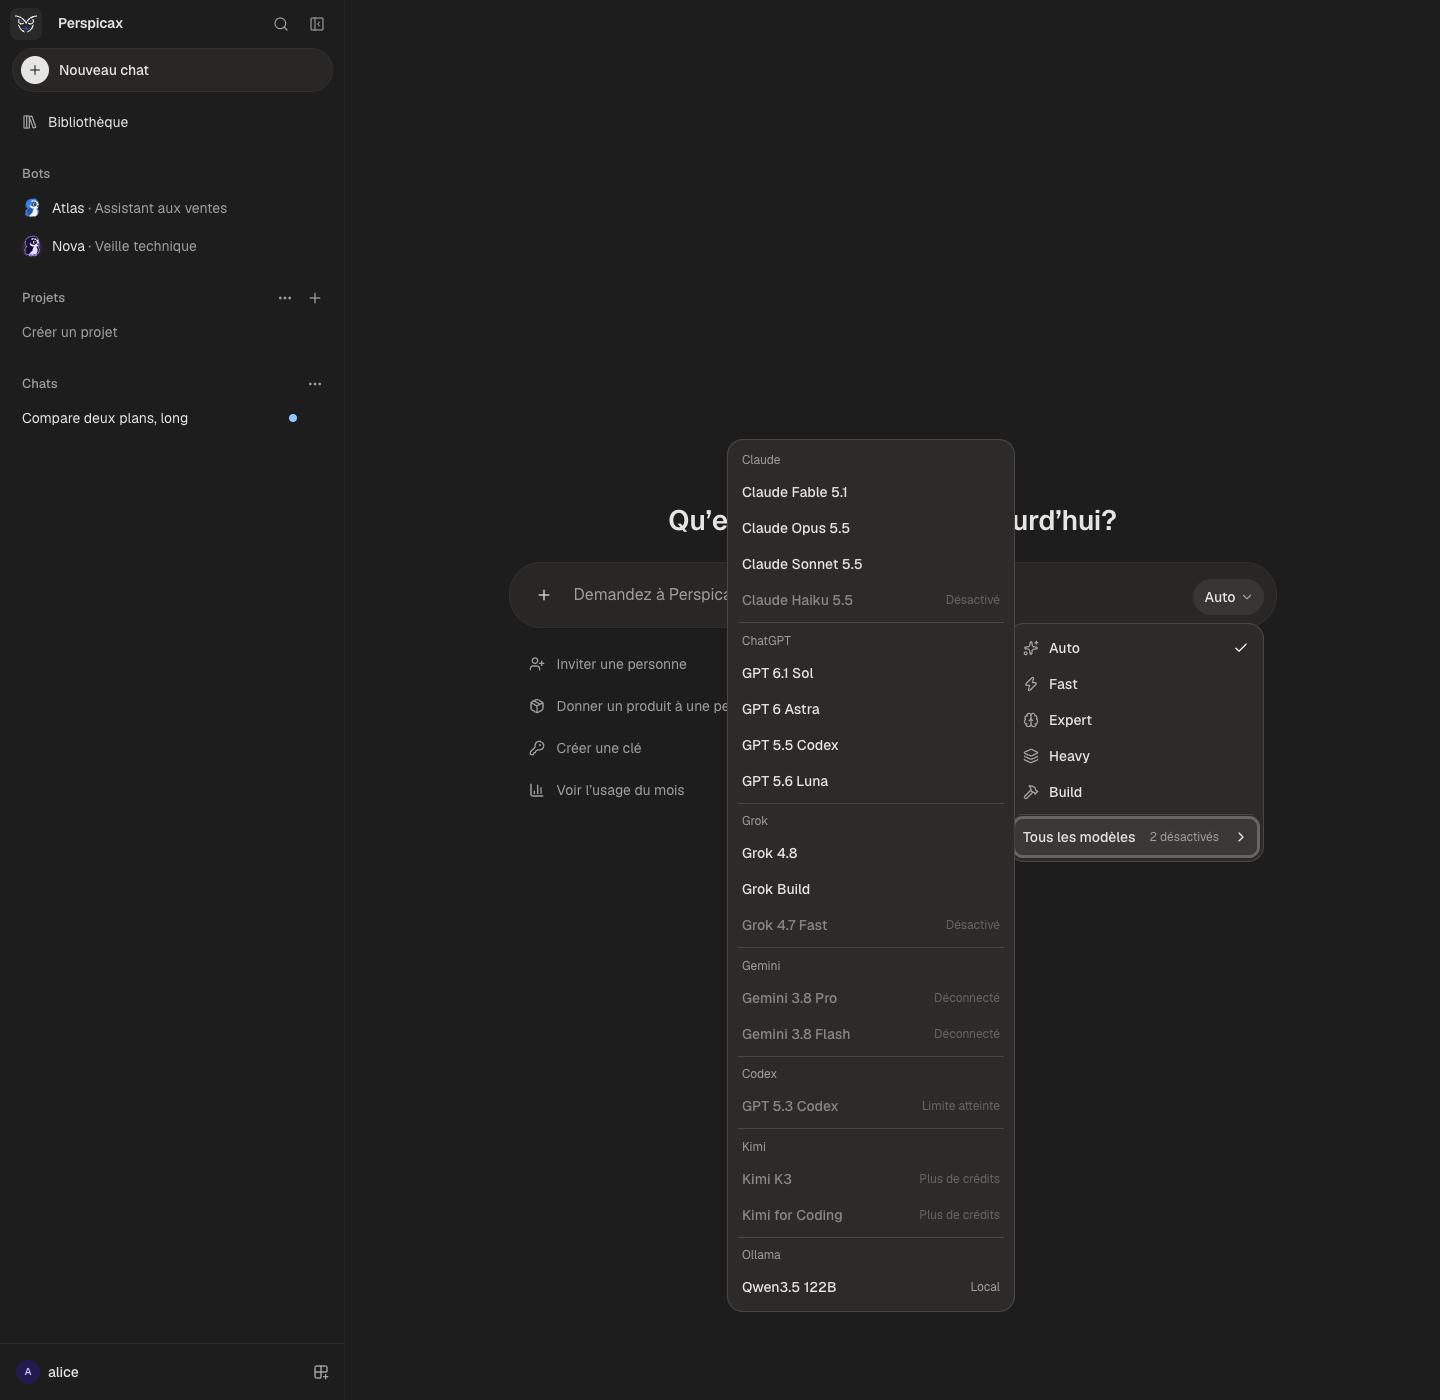 Perspicax
Nouveau chat
Bibliothèque
Bots
Atlas · Assistant aux ventes
Nova · Veille technique
Projets
Créer un projet
Chats
Compare deux plans, long
A alice
Qu’e
urd’hui?
Demandez à Perspica
Auto
Inviter une personne
Donner un produit à une pe
Créer une clé
Voir l’usage du mois
Claude
Claude Fable 5.1
Claude Opus 5.5
Claude Sonnet 5.5
Claude Haiku 5.5 Désactivé
ChatGPT
GPT 6.1 Sol
GPT 6 Astra
GPT 5.5 Codex
GPT 5.6 Luna
Grok
Grok 4.8
Grok Build
Grok 4.7 Fast Désactivé
Gemini
Gemini 3.8 Pro Déconnecté
Gemini 3.8 Flash Déconnecté
Codex
GPT 5.3 Codex Limite atteinte
Kimi
Kimi K3 Plus de crédits
Kimi for Coding Plus de crédits
Ollama
Qwen3.5 122B Local
Auto
Fast
Expert
Heavy
Build
Tous les modèles 2 désactivés